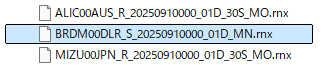 ALIC00AUS_R_20250910000_01D_30S_MO.rnx
BRDM00DLR_S_20250910000_01D_MN.rnx
MIZU00JPN_R_20250910000_01D_30S_MO.rnx